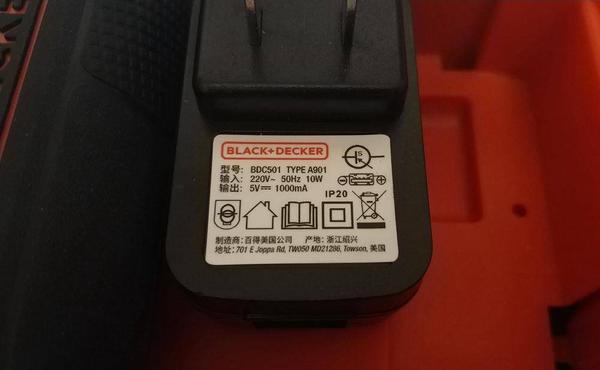 BLACK+DECKER
型号: BDC501 TYPE A901
输入: 220V~ 50Hz 10W
输出: 5V⎓ 1000mA
IP20
制造商: 百得美国公司 产地: 浙江绍兴
地址: 701 E Joppa Rd, TW050 MD21286, Towson, 美国